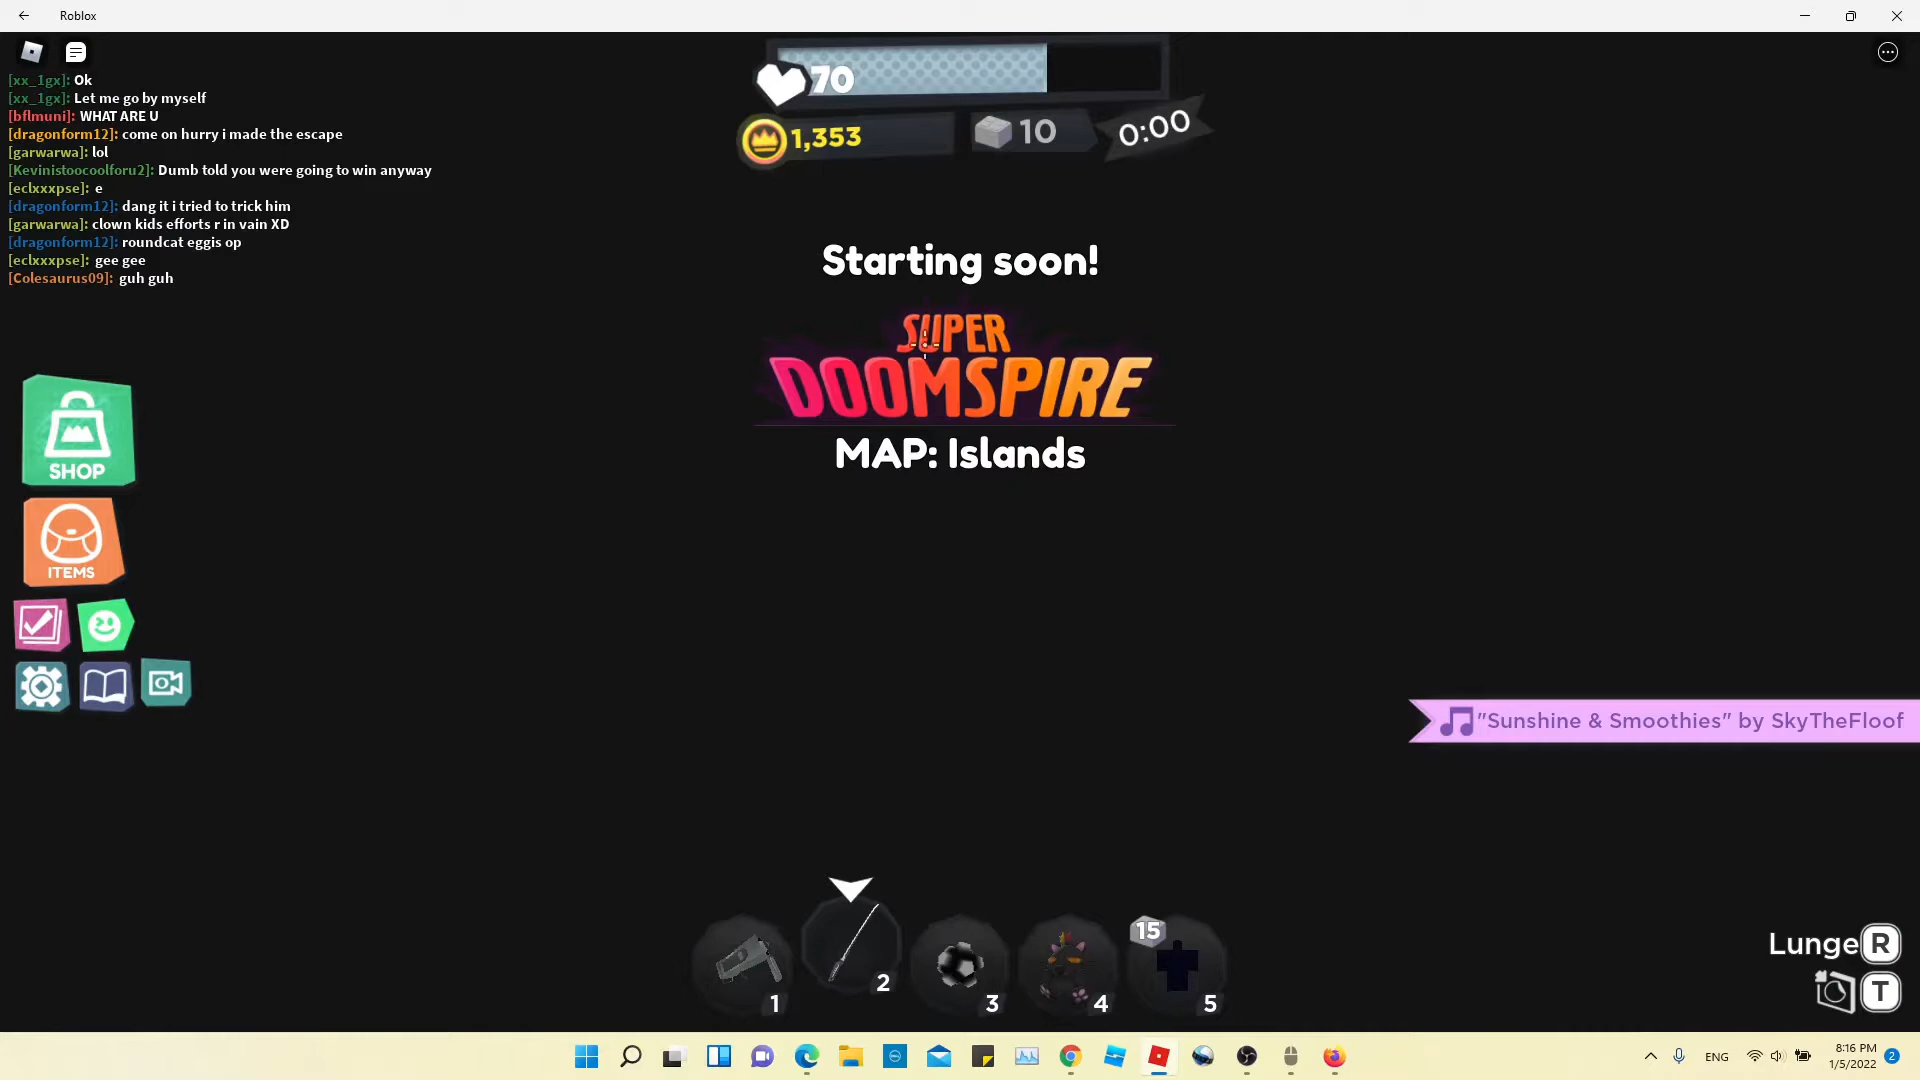 Roblox
[xx_1gx]: Ok
[xx_1gx]: Let me go by myself
[bflmuni]: WHAT ARE U
[dragonform12]: come on hurry i made the escape
[garwarwa]: lol
[Kevinistoocoolforu2]: Dumb told you were going to win anyway
[eclxxxpse]: e
[dragonform12]: dang it i tried to trick him
[garwarwa]: clown kids efforts r in vain XD
[dragonform12]: roundcat eggis op
[eclxxxpse]: gee gee
[Colesaurus09]: guh guh
70
1,353
10
0:00
Starting soon!
SUPER
DOOMSPIRE
MAP: Islands
SHOP
ITEMS
"Sunshine & Smoothies" by SkyTheFloof
15
1
2
3
4
5
Lunge R
T
ENG
8:16 PM
1/5/2022
2